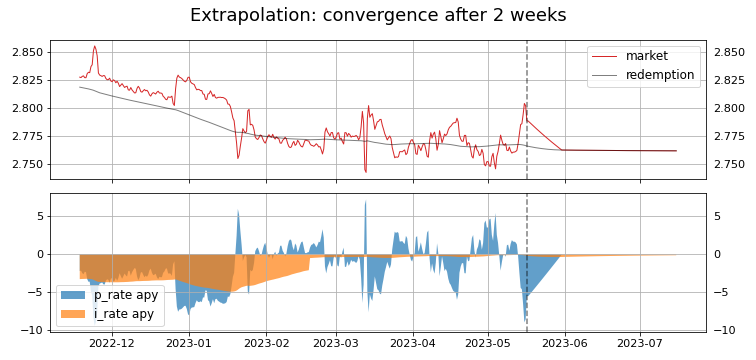 Extrapolation: convergence after 2 weeks
2.850 2.850
2.825 2.825
2.800 2.800
2.775 2.775
2.750 2.750
market
redemption
5 5
0 0
−5 −5
−10 −10
p_rate apy
i_rate apy
2022-12 2023-01 2023-02 2023-03 2023-04 2023-05 2023-06 2023-07